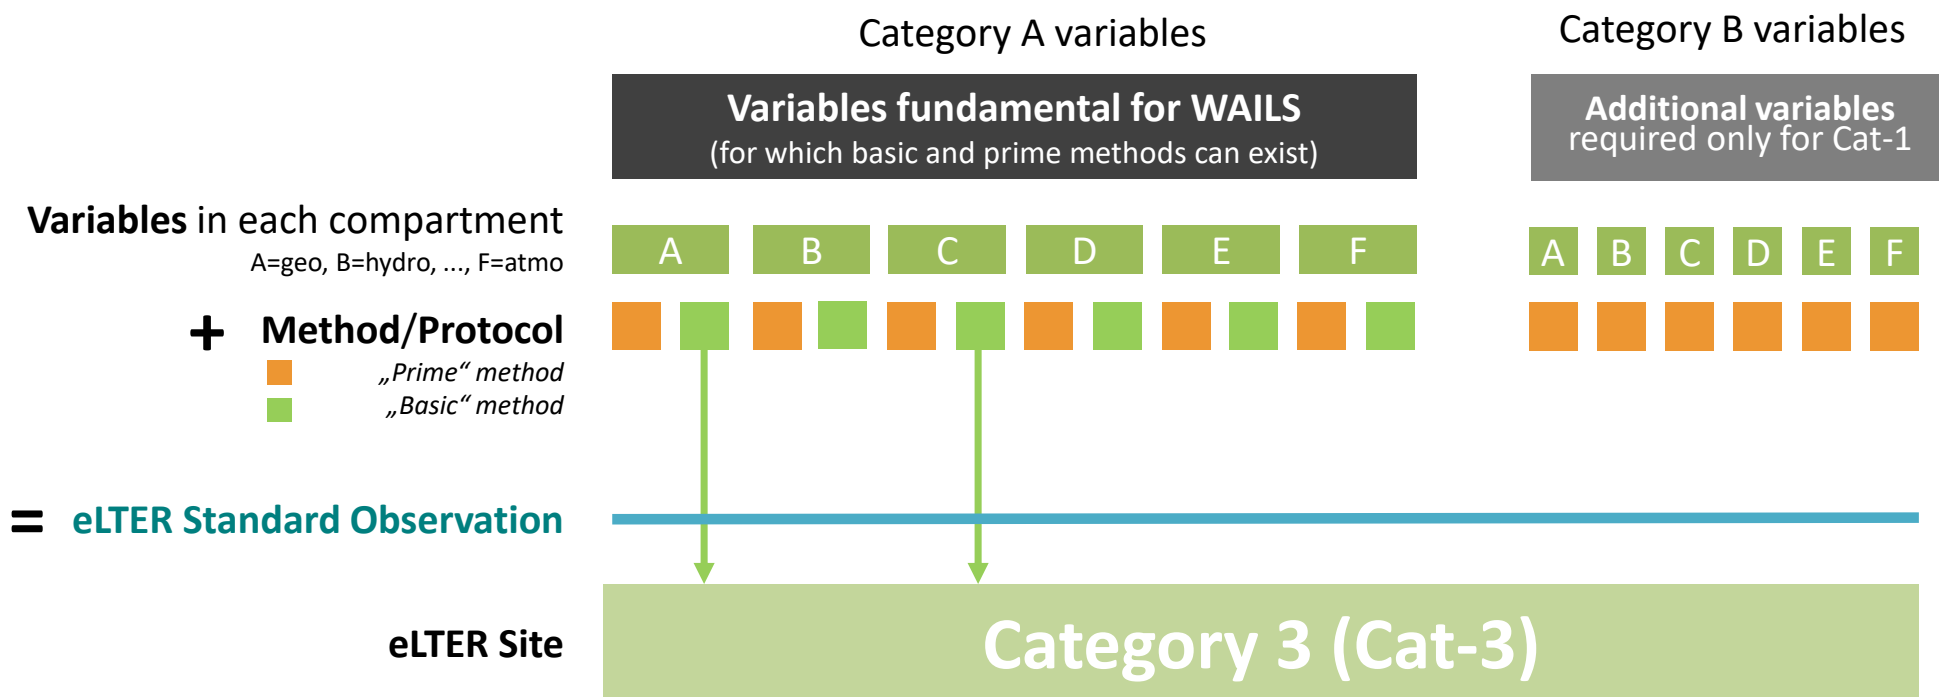 Category A variables
Category B variables
Variables fundamental for WAILS
(for which basic and prime methods can exist)
Additional variables
required only for Cat-1
Variables in each compartment
A=geo, B=hydro, ..., F=atmo
A B C D E F
A B C D E F
+ Method/Protocol
„Prime“ method
„Basic“ method
= eLTER Standard Observation
eLTER Site
Category 3 (Cat-3)